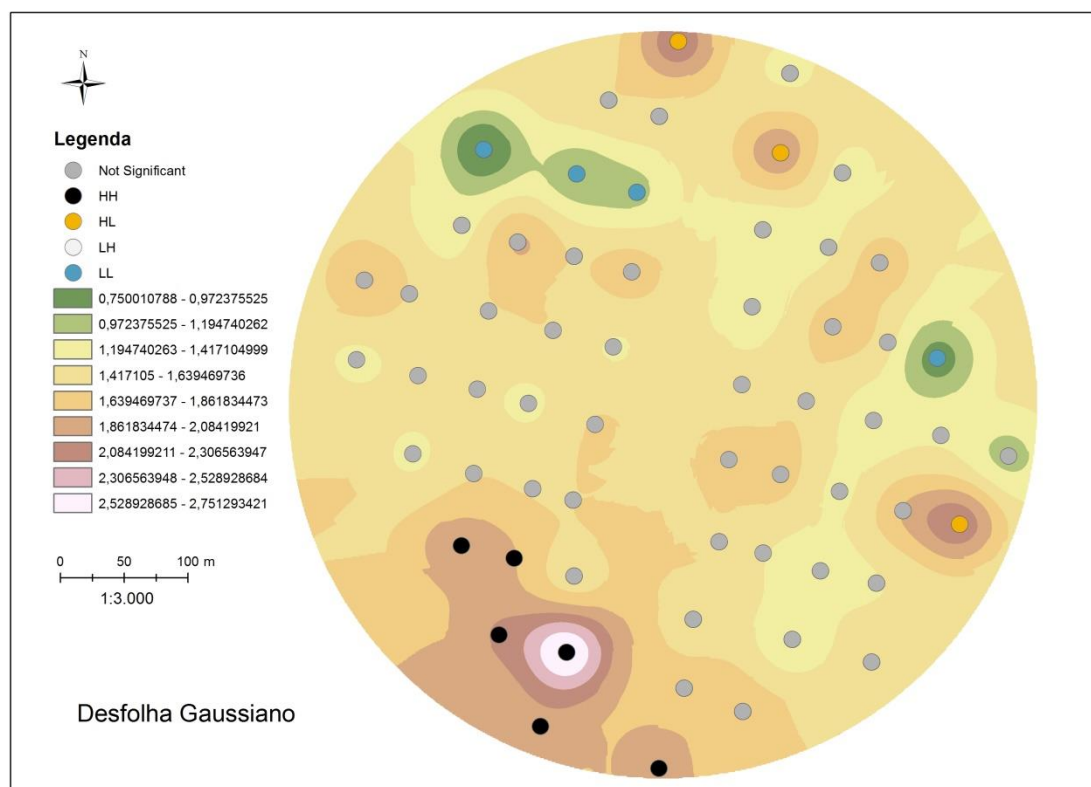 N
Legenda
Not Significant
HH
HL
LH
LL
0,750010788 - 0,972375525
0,972375525 - 1,194740262
1,194740263 - 1,417104999
1,417105 - 1,639469736
1,639469737 - 1,861834473
1,861834474 - 2,08419921
2,084199211 - 2,306563947
2,306563948 - 2,528928684
2,528928685 - 2,751293421
0 50 100 m
1:3.000
Desfolha Gaussiano